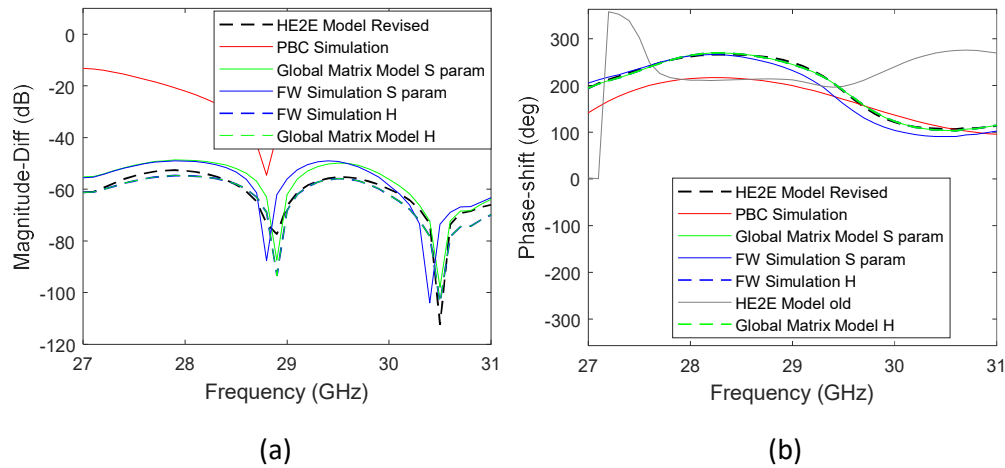 0
-20
-40
-60
-80
-100
-120
27
28
29
30
31
Magnitude-Diff (dB)
Frequency (GHz)
HE2E Model Revised
PBC Simulation
Global Matrix Model S param
FW Simulation S param
FW Simulation H
Global Matrix Model H
(a)
300
200
100
0
-100
-200
-300
27
28
29
30
31
Phase-shift (deg)
Frequency (GHz)
HE2E Model Revised
PBC Simulation
Global Matrix Model S param
FW Simulation S param
FW Simulation H
HE2E Model old
Global Matrix Model H
(b)